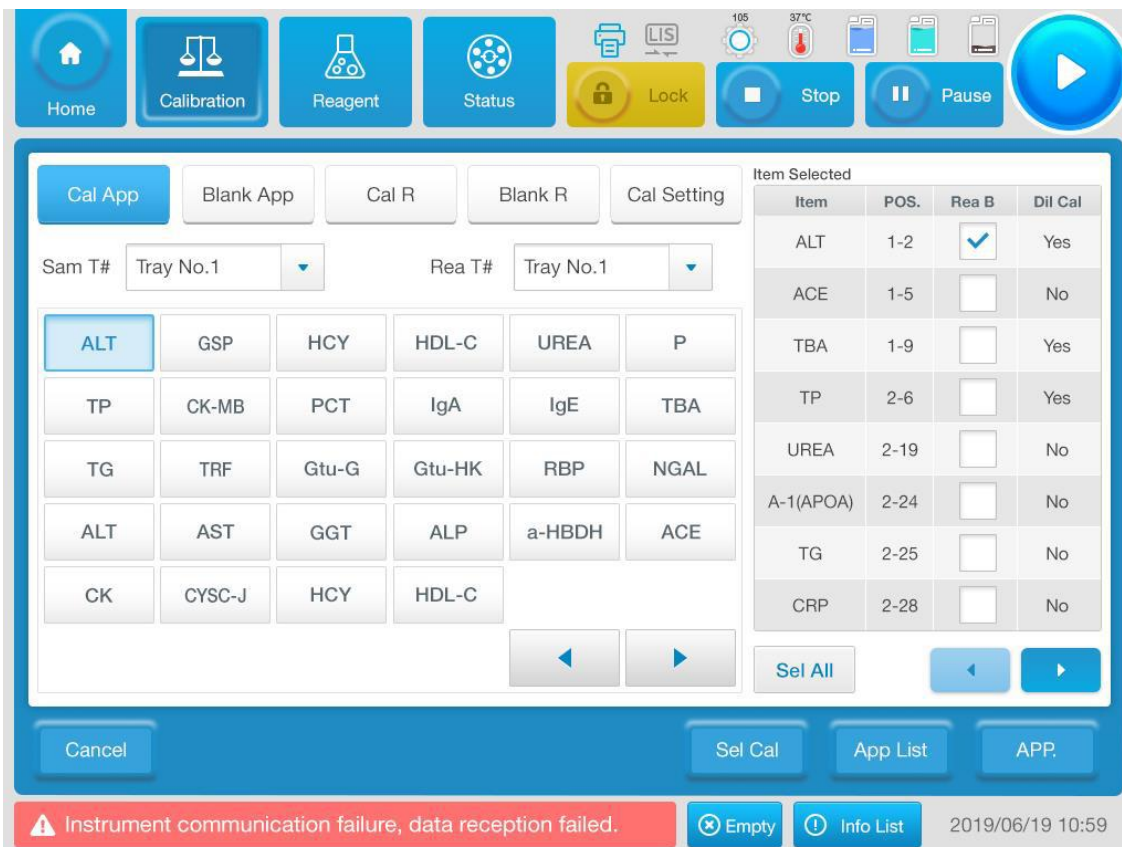 105 37°C
LIS
Home Calibration Reagent Status Lock Stop Pause
Cal App Blank App Cal R Blank R Cal Setting
Sam T# Tray No.1 Rea T# Tray No.1
ALT GSP HCY HDL-C UREA P
TP CK-MB PCT IgA IgE TBA
TG TRF Gtu-G Gtu-HK RBP NGAL
ALT AST GGT ALP a-HBDH ACE
CK CYSC-J HCY HDL-C
Item Selected
Item POS. Rea B Dil Cal
ALT 1-2 Yes
ACE 1-5 No
TBA 1-9 Yes
TP 2-6 Yes
UREA 2-19 No
A-1(APOA) 2-24 No
TG 2-25 No
CRP 2-28 No
Sel All
Cancel Sel Cal App List APP.
Instrument communication failure, data reception failed. Empty Info List 2019/06/19 10:59